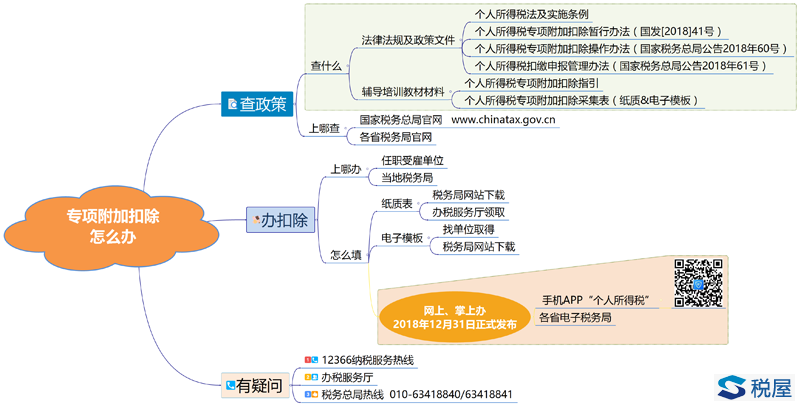 专项附加扣除
怎么办
查政策
查什么
法律法规及政策文件
个人所得税法及实施条例
个人所得税专项附加扣除暂行办法（国发[2018]41号）
个人所得税专项附加扣除操作办法（国家税务总局公告2018年60号）
个人所得税扣缴申报管理办法（国家税务总局公告2018年61号）
辅导培训教材材料
个人所得税专项附加扣除指引
个人所得税专项附加扣除采集表（纸质&电子模板）
上哪查
国家税务总局官网 www.chinatax.gov.cn
各省税务局官网
办扣除
上哪办
任职受雇单位
当地税务局
怎么填
纸质表
税务局网站下载
办税服务厅领取
电子模板
找单位取得
税务局网站下载
网上、掌上办
2018年12月31日正式发布
手机APP“个人所得税”
各省电子税务局
有疑问
1 12366纳税服务热线
2 办税服务厅
3 税务总局热线 010-63418840/63418841
税屋